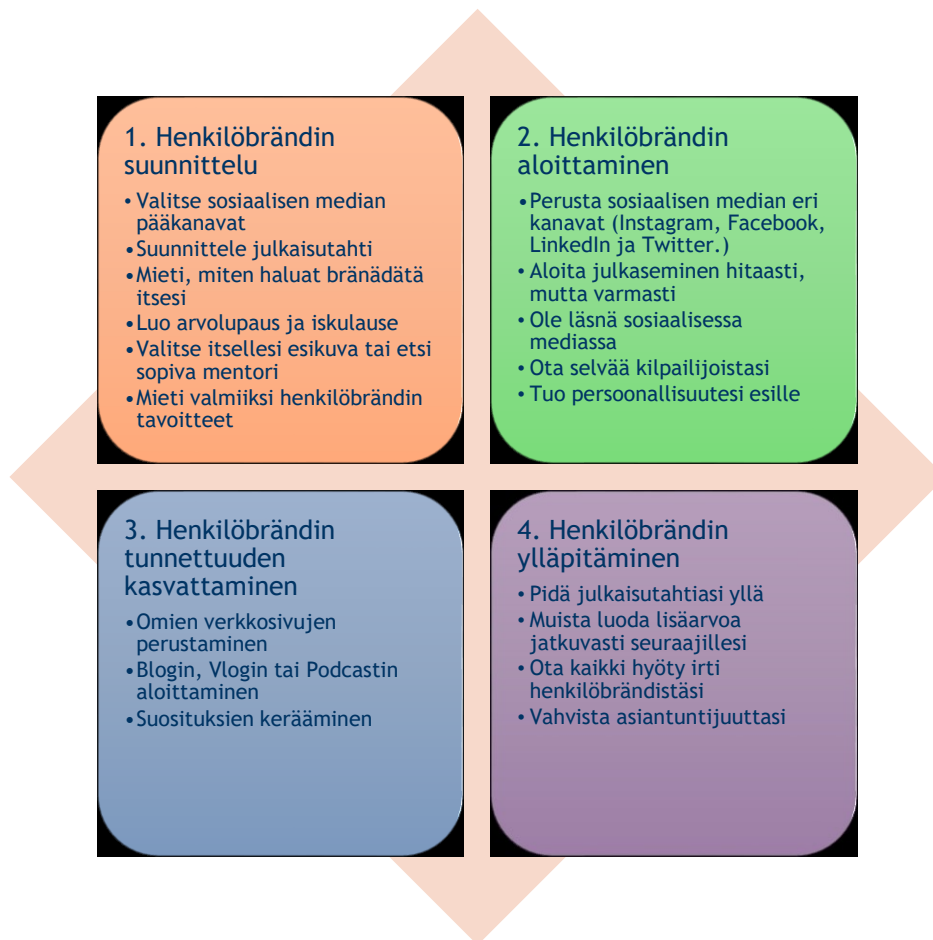 1. Henkilöbrändin
suunnittelu
• Valitse sosiaalisen median
pääkanavat
•Suunnittele julkaisutahti
•Mieti, miten haluat bränädätä
itsesi
•Luo arvolupaus ja iskulause
•Valitse itsellesi esikuva tai etsi
sopiva mentori
•Mieti valmiiksi henkilöbrändin
tavoitteet
2. Henkilöbrändin
aloittaminen
•Perusta sosiaalisen median eri
kanavat (Instagram, Facebook,
LinkedIn ja Twitter.)
• Aloita julkaseminen hitaasti,
mutta varmasti
• Ole läsnä sosiaalisessa
mediassa
• Ota selvää kilpailijoistasi
• Tuo persoonallisuutesi esille
3. Henkilöbrändin
tunnettuuden
kasvattaminen
•Omien verkkosivujen
perustaminen
•Blogin, Vlogin tai Podcastin
aloittaminen
•Suosituksien kerääminen
4. Henkilöbrändin
ylläpitäminen
• Pidä julkaisutahtiasi yllä
• Muista luoda lisäarvoa
jatkuvasti seuraajillesi
• Ota kaikki hyöty irti
henkilöbrändistäsi
• Vahvista asiantuntijuuttasi